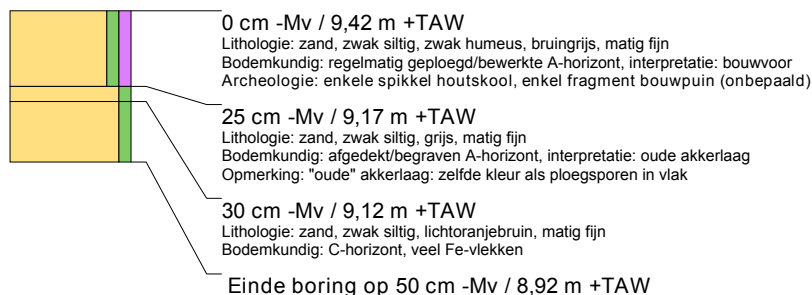 0 cm -Mv / 9,42 m +TAW
Lithologie: zand, zwak siltig, zwak humeus, bruingrijs, matig fijn
Bodemkundig: regelmatig geploegd/bewerkte A-horizont, interpretatie: bouwvoor
Archeologie: enkele spikkel houtskool, enkel fragment bouwpuin (onbepaald)
25 cm -Mv / 9,17 m +TAW
Lithologie: zand, zwak siltig, grijs, matig fijn
Bodemkundig: afgedekt/begraven A-horizont, interpretatie: oude akkerlaag
Opmerking: "oude" akkerlaag: zelfde kleur als ploegsporen in vlak
30 cm -Mv / 9,12 m +TAW
Lithologie: zand, zwak siltig, lichtoranjebruin, matig fijn
Bodemkundig: C-horizont, veel Fe-vlekken
Einde boring op 50 cm -Mv / 8,92 m +TAW